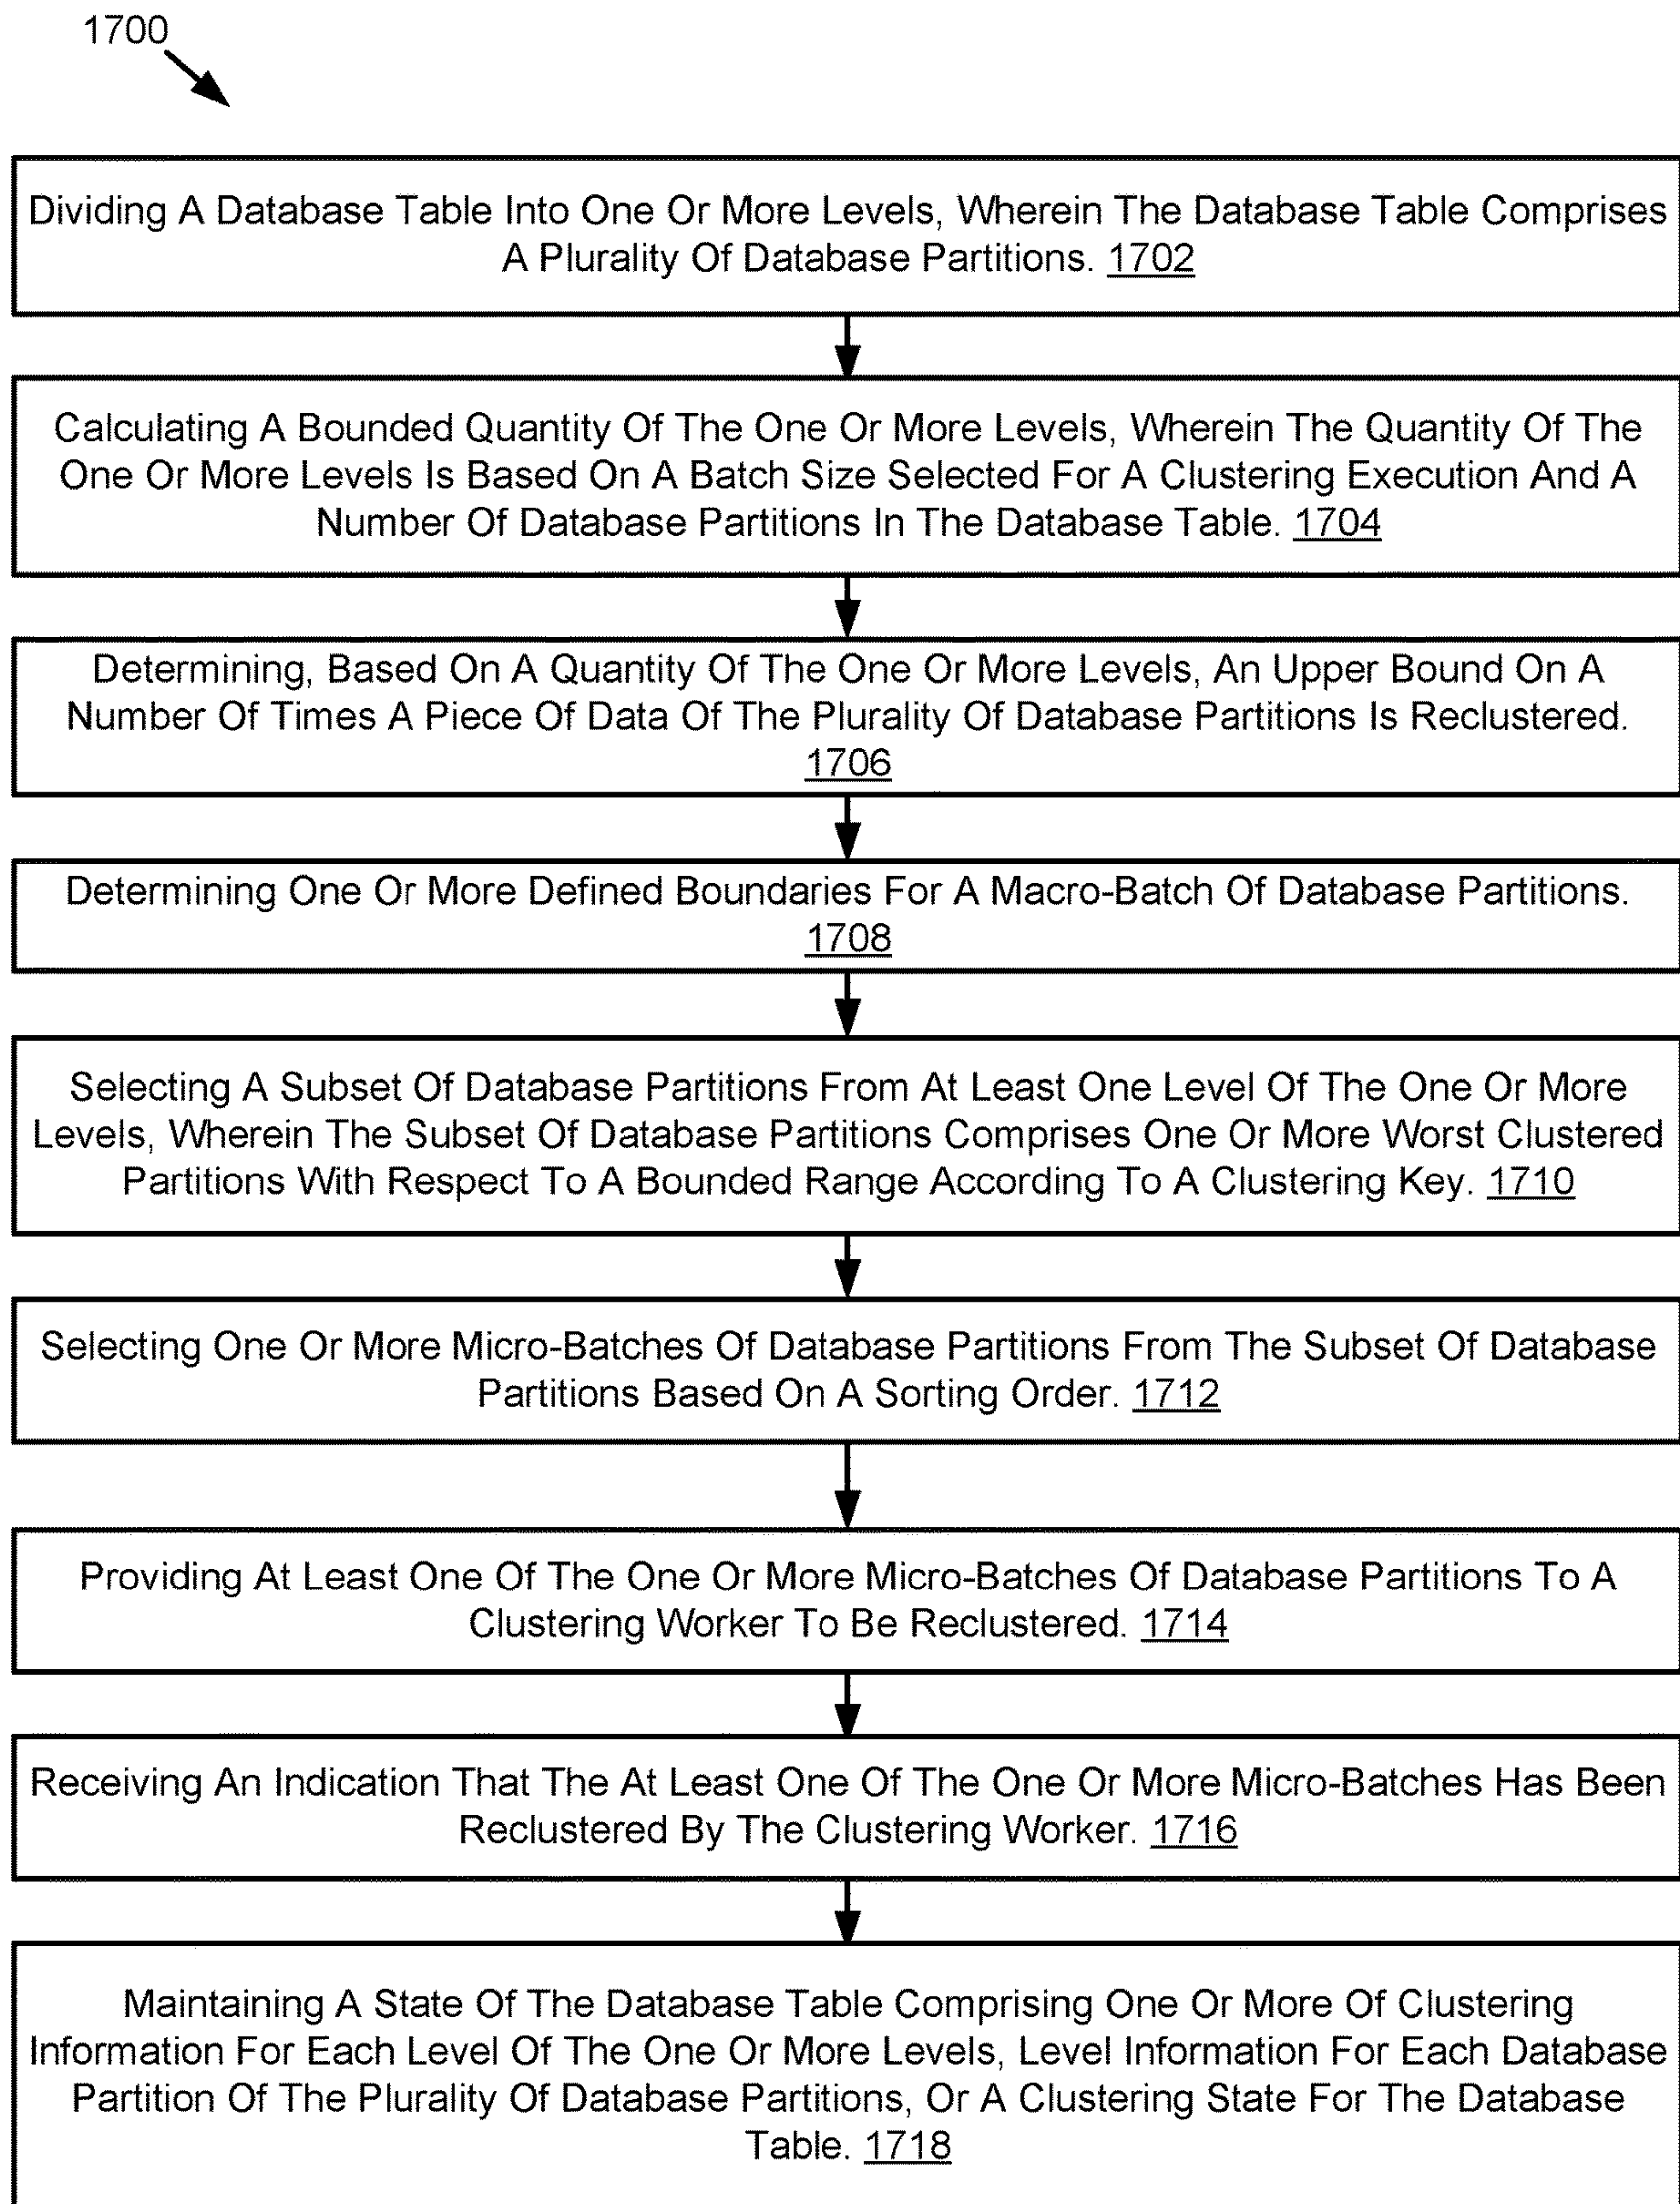 1700
Dividing A Database Table Into One Or More Levels, Wherein The Database Table Comprises
A Plurality Of Database Partitions. 1702
Calculating A Bounded Quantity Of The One Or More Levels, Wherein The Quantity Of The
One Or More Levels Is Based On A Batch Size Selected For A Clustering Execution And A
Number Of Database Partitions In The Database Table. 1704
Determining, Based On A Quantity Of The One Or More Levels, An Upper Bound On A
Number Of Times A Piece Of Data Of The Plurality Of Database Partitions Is Reclustered.
1706
Determining One Or More Defined Boundaries For A Macro-Batch Of Database Partitions.
1708
Selecting A Subset Of Database Partitions From At Least One Level Of The One Or More
Levels, Wherein The Subset Of Database Partitions Comprises One Or More Worst Clustered
Partitions With Respect To A Bounded Range According To A Clustering Key. 1710
Selecting One Or More Micro-Batches Of Database Partitions From The Subset Of Database
Partitions Based On A Sorting Order. 1712
Providing At Least One Of The One Or More Micro-Batches Of Database Partitions To A
Clustering Worker To Be Reclustered. 1714
Receiving An Indication That The At Least One Of The One Or More Micro-Batches Has Been
Reclustered By The Clustering Worker. 1716
Maintaining A State Of The Database Table Comprising One Or More Of Clustering
Information For Each Level Of The One Or More Levels, Level Information For Each Database
Partition Of The Plurality Of Database Partitions, Or A Clustering State For The Database
Table. 1718